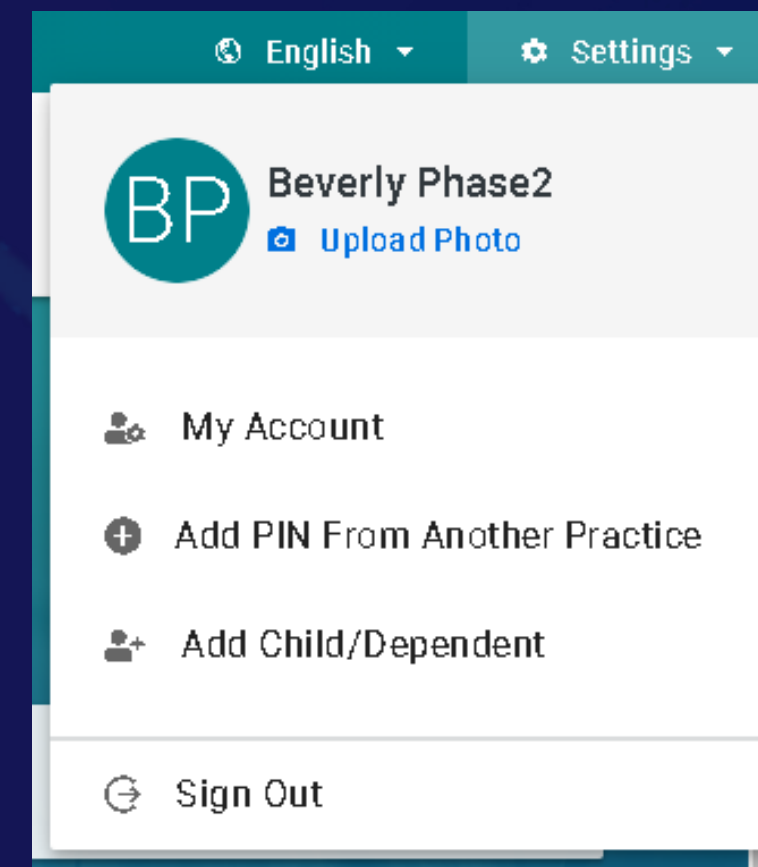 English
Settings
BP
Beverly Phase2
Upload Photo
My Account
Add PIN From Another Practice
Add Child/Dependent
Sign Out